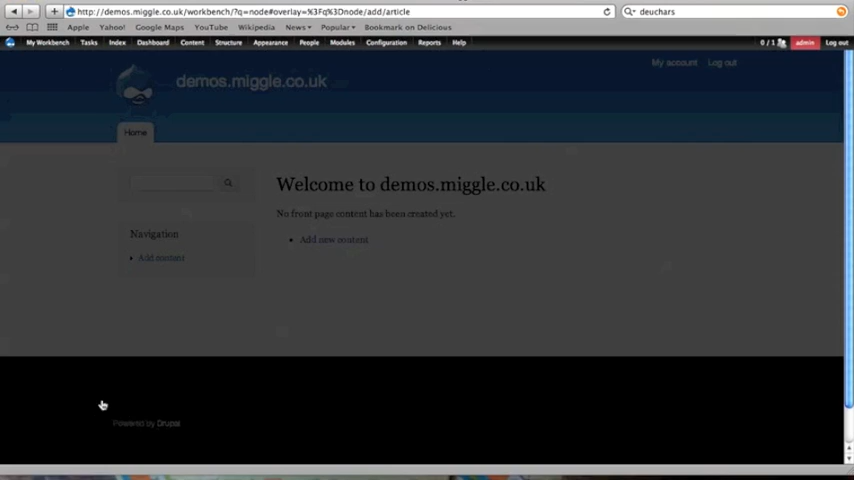 http://demos.miggle.co.uk/workbench/?q=node#overlay=%3Fq%3Dnode/add/article
deuchars
Apple Yahoo! Google Maps YouTube Wikipedia News Popular Bookmark on Delicious
My Workbench Tasks Index Dashboard Content Structure Appearance People Modules Configuration Reports Help 0 / 1 admin Log out
My account Log out
demos.miggle.co.uk
Home
Welcome to demos.miggle.co.uk
No front page content has been created yet.
Navigation
Add new content
Add content
Powered by Drupal